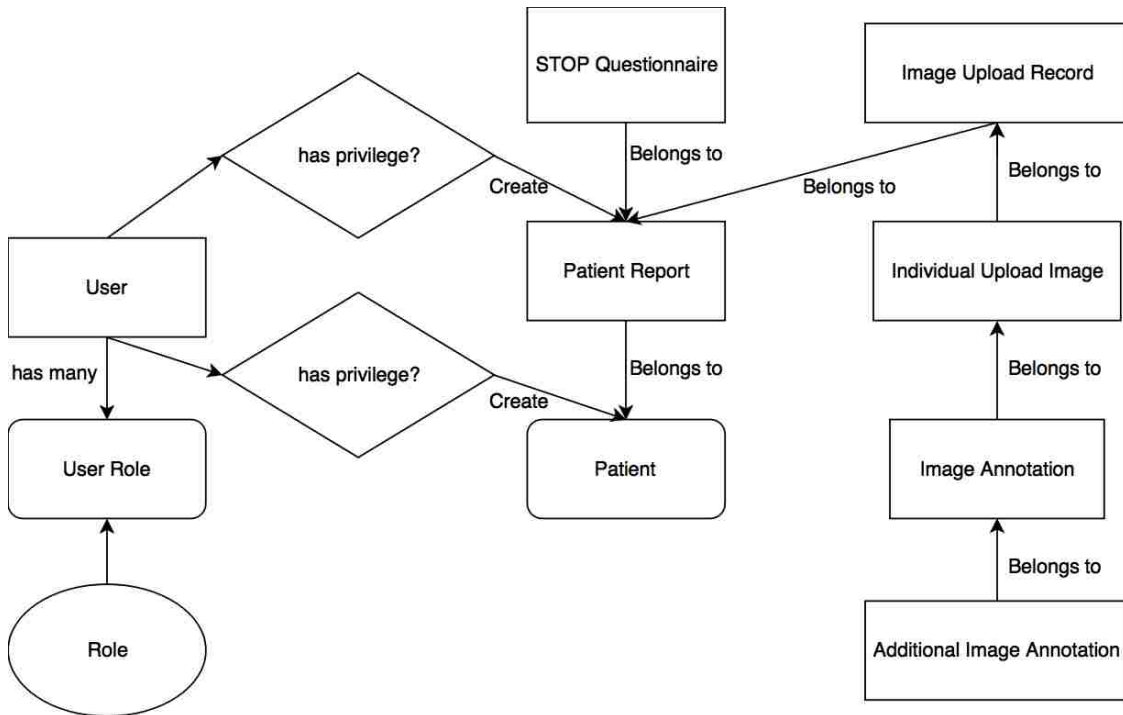 STOP Questionnaire
Image Upload Record
has privilege?
Create
Belongs to
Belongs to
Belongs to
User
Patient Report
Individual Upload Image
has many
has privilege?
Create
Belongs to
Belongs to
User Role
Patient
Image Annotation
Belongs to
Role
Additional Image Annotation